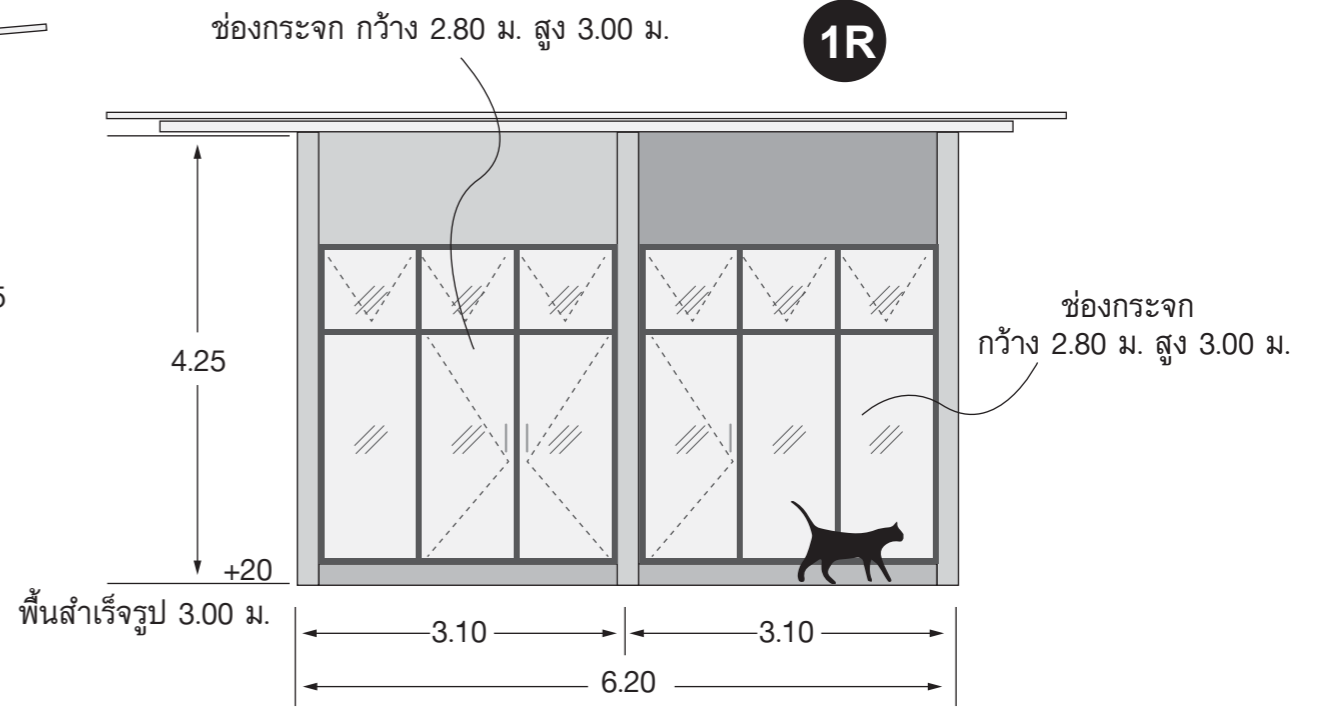 ช่องกระจก กว้าง 2.80 ม. สูง 3.00 ม.
1R
5
ช่องกระจก
กว้าง 2.80 ม. สูง 3.00 ม.
4.25
+20
พื้นสำเร็จรูป 3.00 ม.
3.10
3.10
6.20